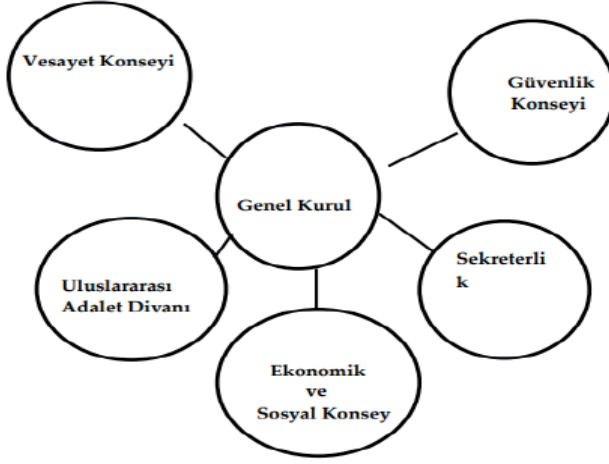 Vesayet Konseyi
Güvenlik
Konseyi
Genel Kurul
Uluslararası
Adalet Divanı
Sekreterli
k
Ekonomik
ve
Sosyal Konsey